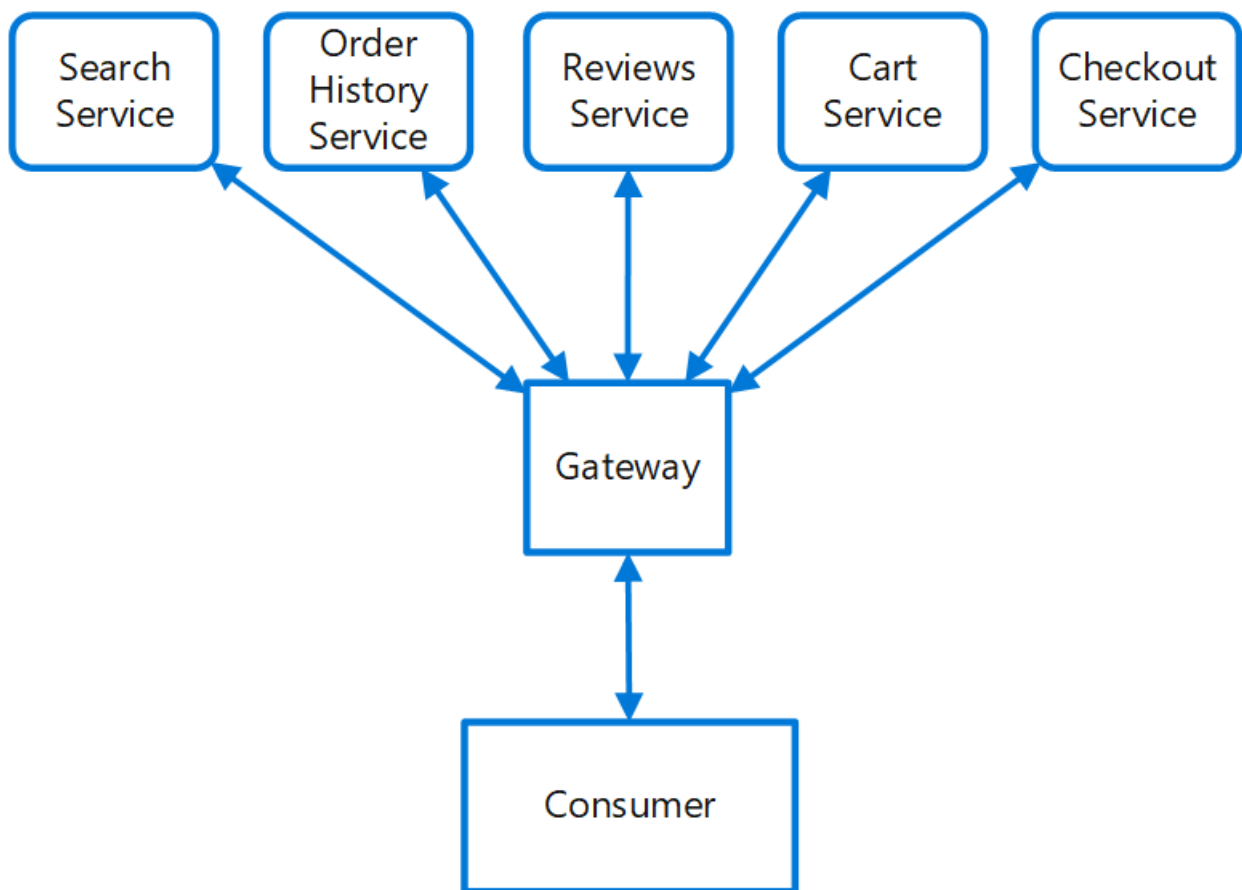 Search
Service
Order
History
Service
Reviews
Service
Cart
Service
Checkout
Service
Gateway
Consumer